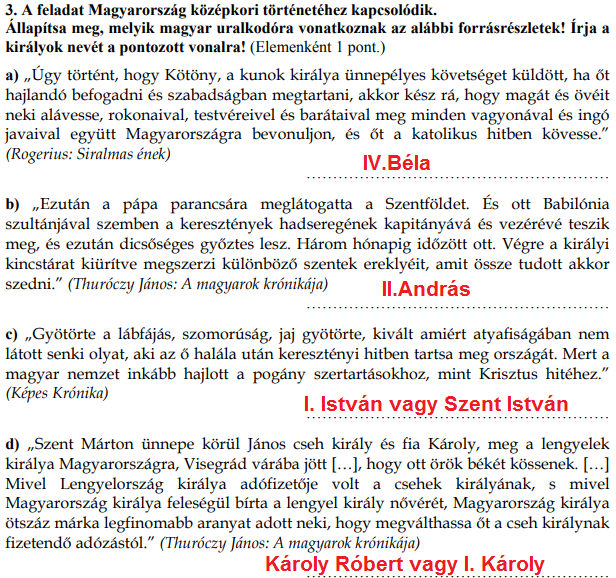 3. A feladat Magyarország középkori történetéhez kapcsolódik.
Állapítsa meg, melyik magyar uralkodóra vonatkoznak az alábbi forrásrészletek! Írja a
királyok nevét a pontozott vonalra! (Elemenként 1 pont.)
a) „Úgy történt, hogy Kötöny, a kunok királya ünnepélyes követséget küldött, ha őt
hajlandó befogadni és szabadságban megtartani, akkor kész rá, hogy magát és övéit
neki alávesse, rokonaival, testvéreivel és barátaival meg minden vagyonával és ingó
javaival együtt Magyarországra bevonuljon, és őt a katolikus hitben kövesse.”
(Rogerius: Siralmas ének)
IV.Béla
b) „Ezután a pápa parancsára meglátogatta a Szentföldet. És ott Babilónia
szultánjával szemben a keresztények hadseregének kapitányává és vezérévé teszik
meg, és ezután dicsőséges győztes lesz. Három hónapig időzött ott. Végre a királyi
kincstárat kiürítve megszerzi különböző szentek ereklyéit, amit össze tudott akkor
szedni.” (Thuróczy János: A magyarok krónikája)
II.András
c) „Gyötörte a lábfájás, szomorúság, jaj gyötörte, kivált amiért atyafiságában nem
látott senki olyat, aki az ő halála után keresztényi hitben tartsa meg országát. Mert a
magyar nemzet inkább hajlott a pogány szertartásokhoz, mint Krisztus hitéhez.”
(Képes Krónika)
I. István vagy Szent István
d) „Szent Márton ünnepe körül János cseh király és fia Károly, meg a lengyelek
királya Magyarországra, Visegrád várába jött […], hogy ott örök békét kössenek. […]
Mivel Lengyelország királya adófizetője volt a csehek királyának, s mivel
Magyarország királya feleségül bírta a lengyel király nővérét, Magyarország királya
ötszáz márka legfinomabb aranyat adott neki, hogy megválthassa őt a cseh királynak
fizetendő adózástól.” (Thuróczy János: A magyarok krónikája)
Károly Róbert vagy I. Károly